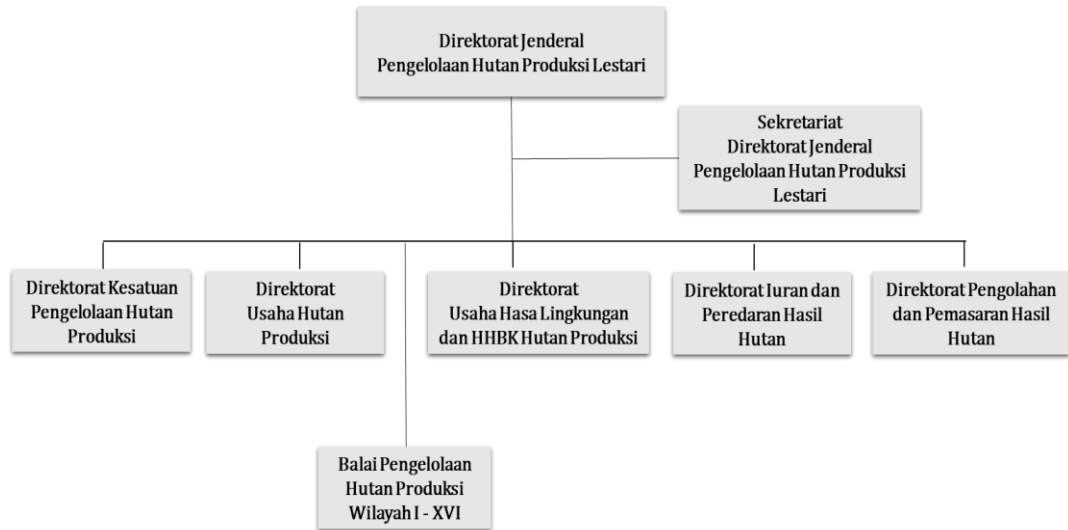 Direktorat Jenderal
Pengelolaan Hutan Produksi Lestari
Sekretariat
Direktorat Jenderal
Pengelolaan Hutan Produksi
Lestari
Direktorat Kesatuan
Pengelolaan Hutan
Produksi
Direktorat
Usaha Hutan
Produksi
Direktorat
Usaha Hasa Lingkungan
dan HHBK Hutan Produksi
Direktorat Iuran dan
Peredaran Hasil
Hutan
Direktorat Pengolahan
dan Pemasaran Hasil
Hutan
Balai Pengelolaan
Hutan Produksi
Wilayah I - XVI